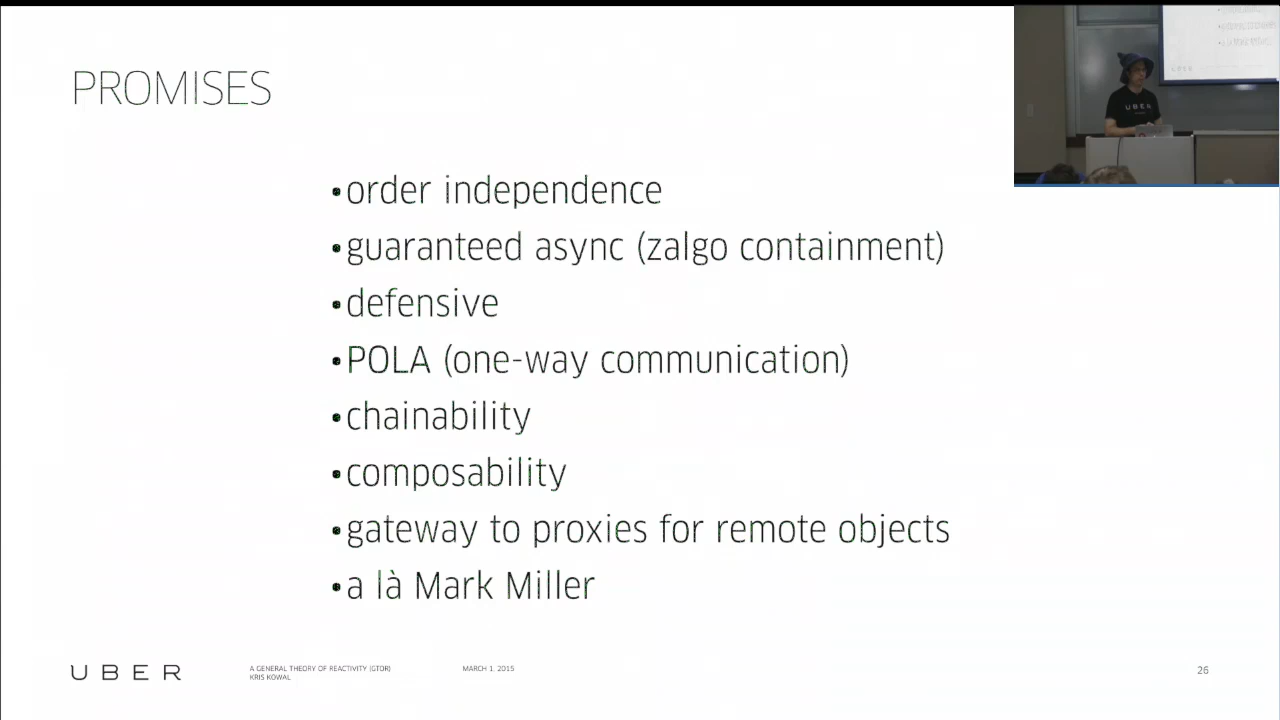 PROMISES
•order independence
•guaranteed async (zalgo containment)
•defensive
•POLA (one-way communication)
•chainability
•composability
•gateway to proxies for remote objects
•a là Mark Miller
UBER
A GENERAL THEORY OF REACTIVITY (GTOR)
KRIS KOWAL
MARCH 1, 2015
26
UBER